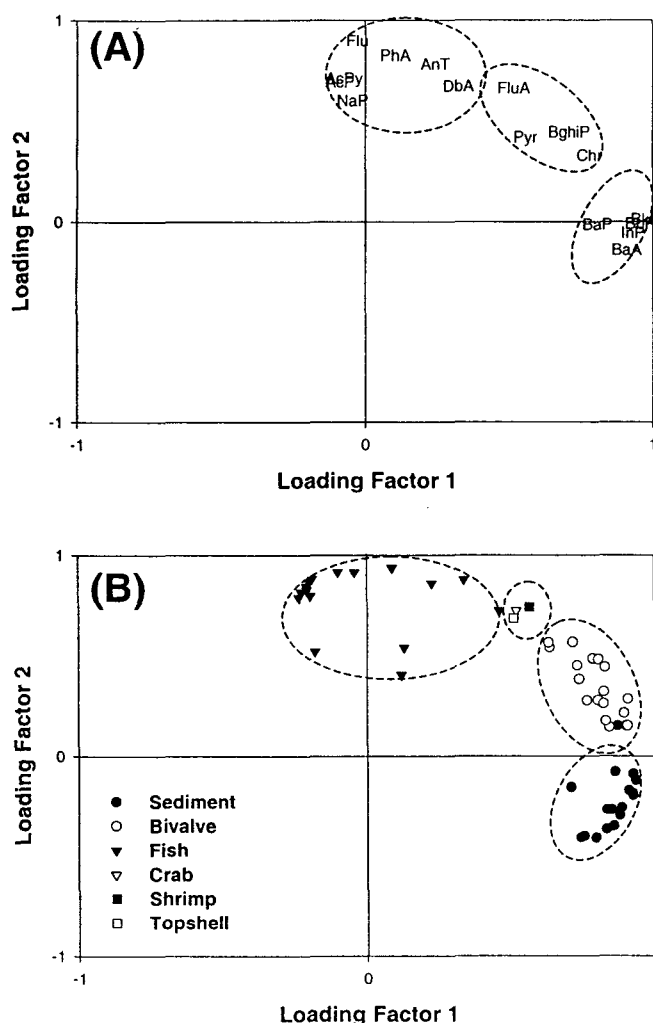 (A)
1
Flu
PhA
AnT
AcPy
AcP
DbA
FluA
NaP
Pyr
BghiP
Chr
Loading Factor 2
0
BaP
InP
BaA
-1
-1
0
1
Loading Factor 1
(B)
1
Loading Factor 2
0
Sediment
Bivalve
Fish
Crab
Shrimp
Topshell
-1
-1
0
1
Loading Factor 1